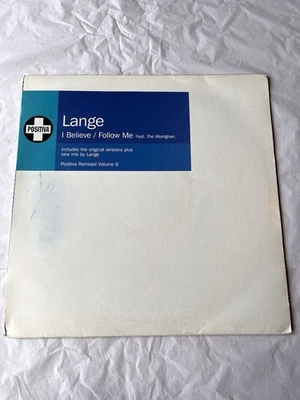 POSITIVA
Lange
I Believe / Follow Me Feat. The Morrighan
Includes the original versions plus
new mix by Lange
Positiva Remixed Volume 6